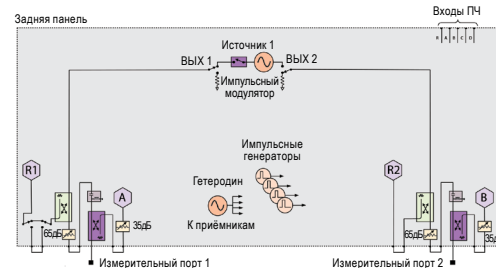 Задняя панель
Входы ПЧ
R A B C D
Источник 1
ВЫХ 1
ВЫХ 2
Импульсный
модулятор
Импульсные
генераторы
R1
A
Гетеродин
R2
B
К приёмникам
65дБ
35дБ
65дБ
35дБ
Измерительный порт 1
Измерительный порт 2